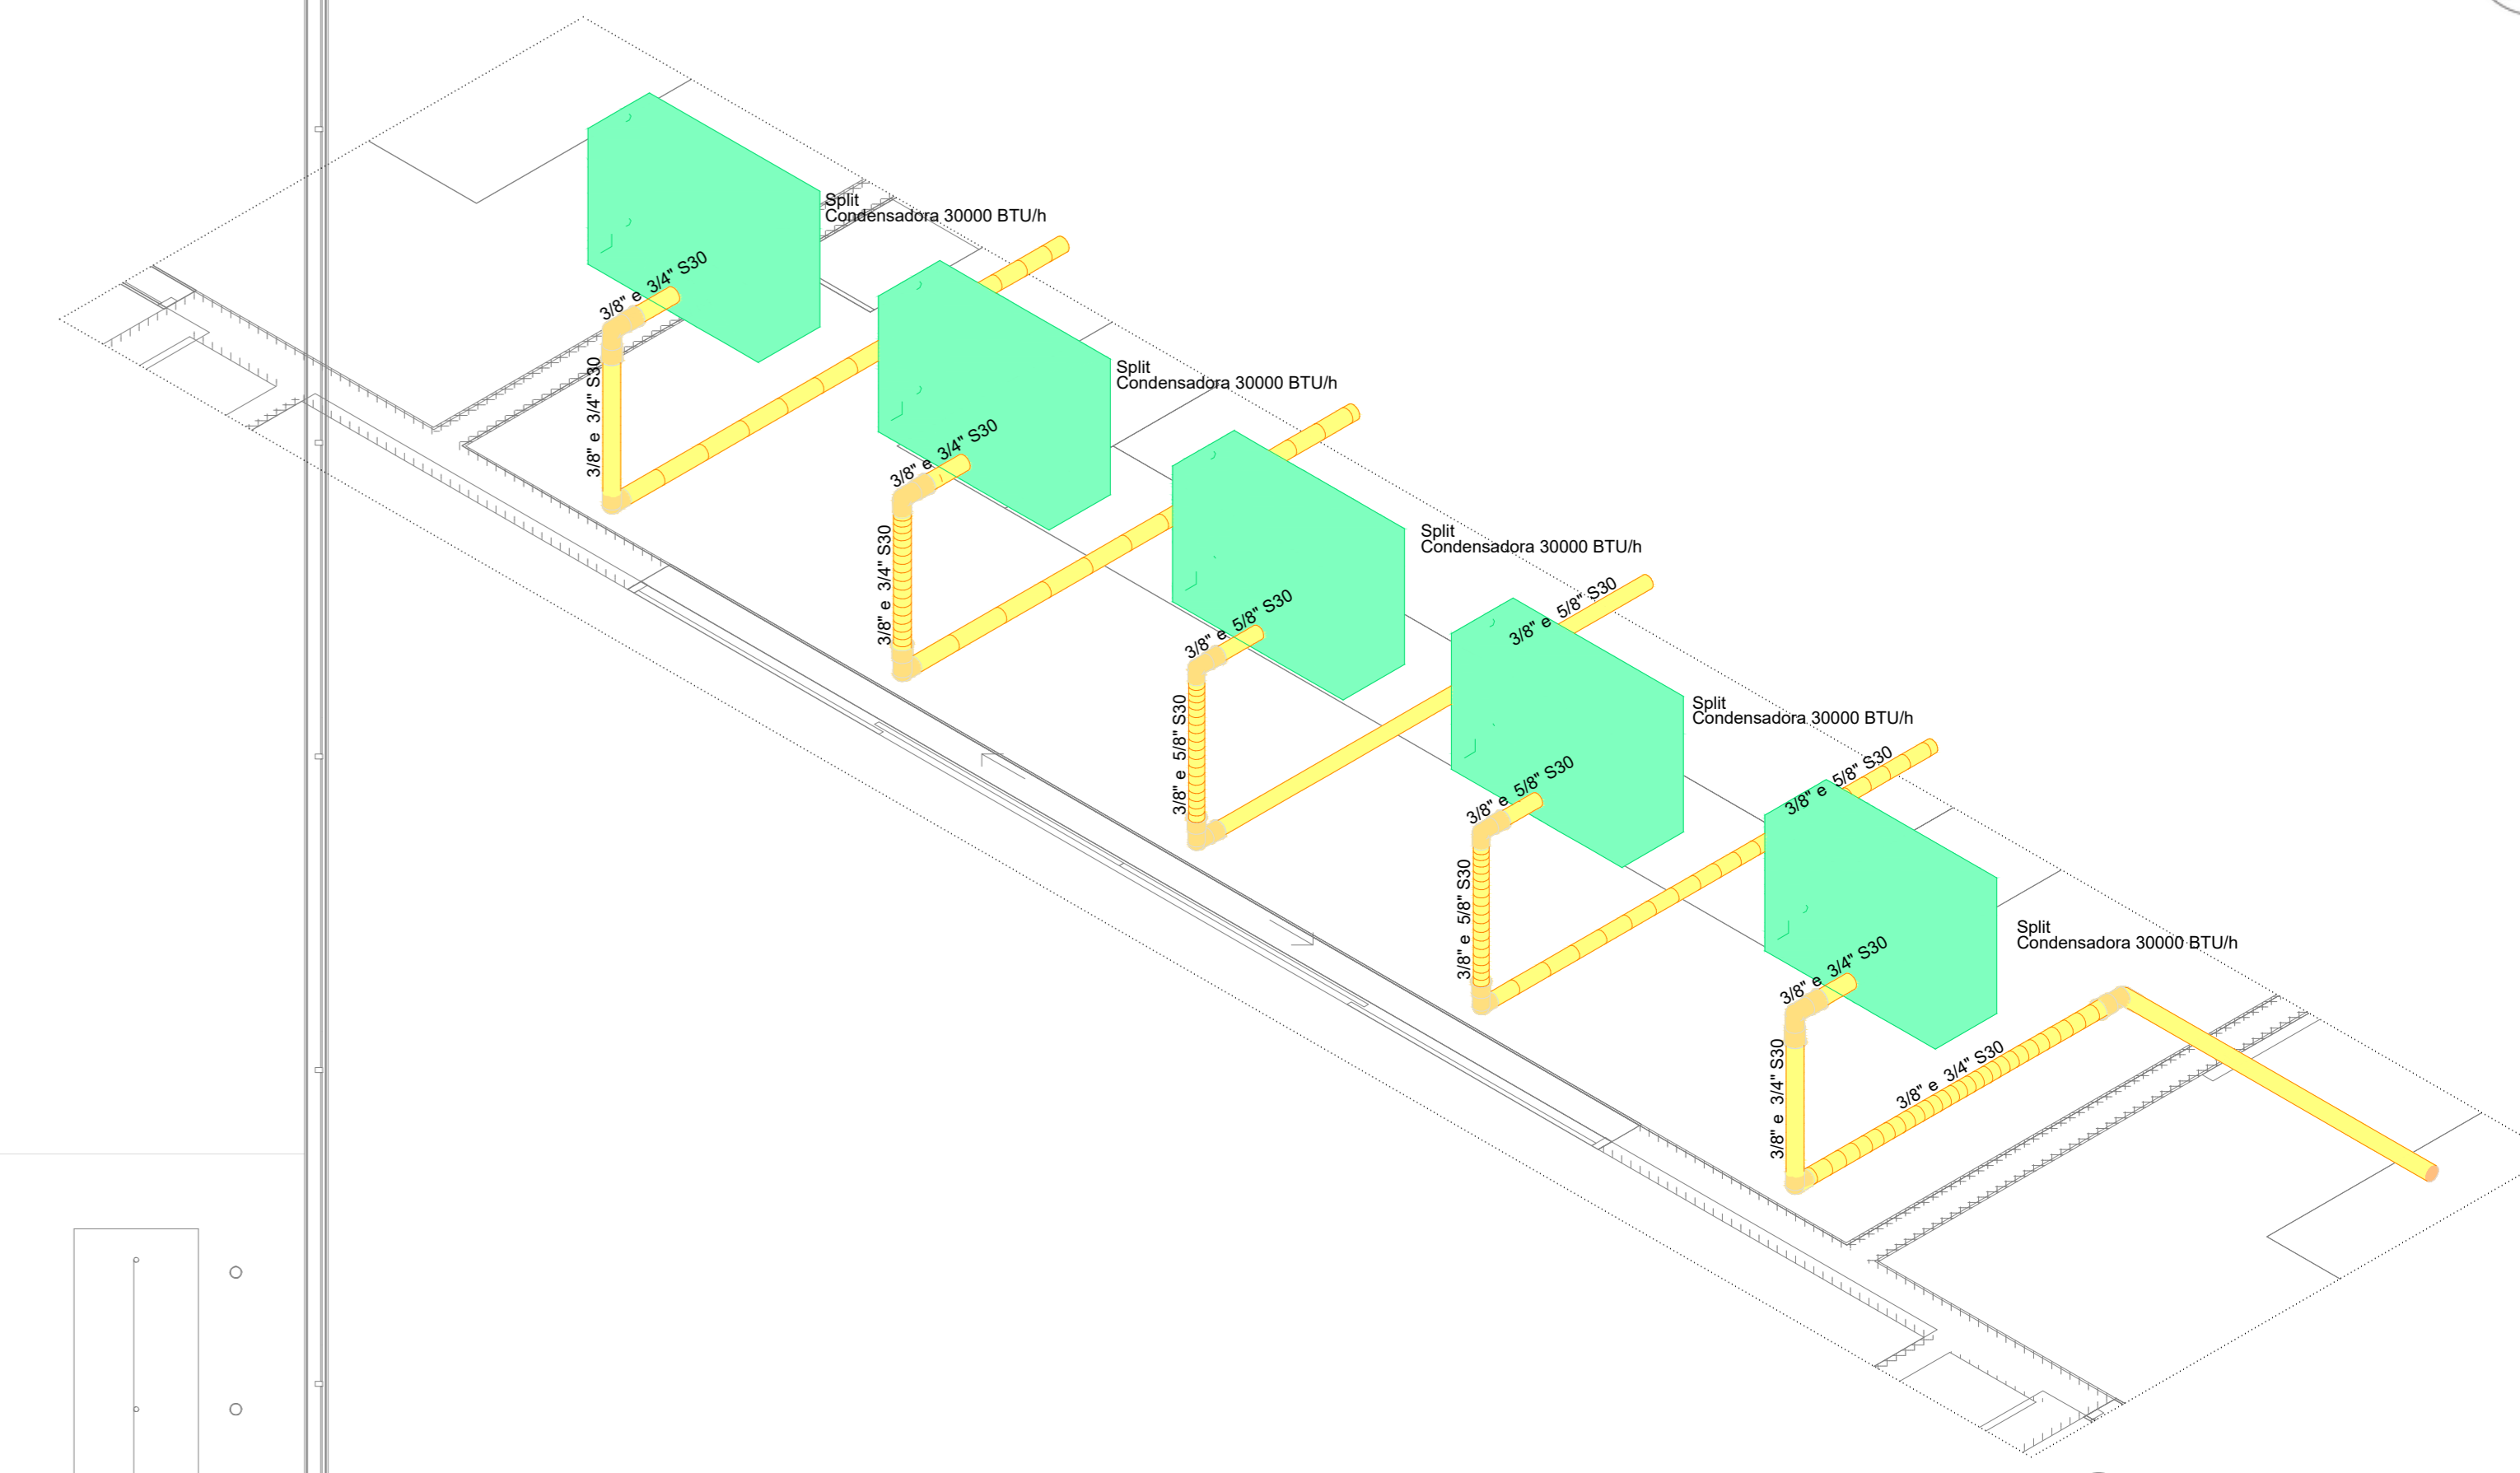 Split
Condensadora 30000 BTU/h
3/8" e 3/4" S30
3/8" e 3/4" S30
Split
Condensadora 30000 BTU/h
3/8" e 3/4" S30
3/8" e 3/4" S30
Split
Condensadora 30000 BTU/h
3/8" e 5/8" S30
3/8" e 5/8" S30
3/8" e 5/8" S30
Split
Condensadora 30000 BTU/h
3/8" e 5/8" S30
3/8" e 5/8" S30
3/8" e 5/8" S30
Split
Condensadora 30000 BTU/h
3/8" e 3/4" S30
3/8" e 3/4" S30
3/8" e 3/4" S30